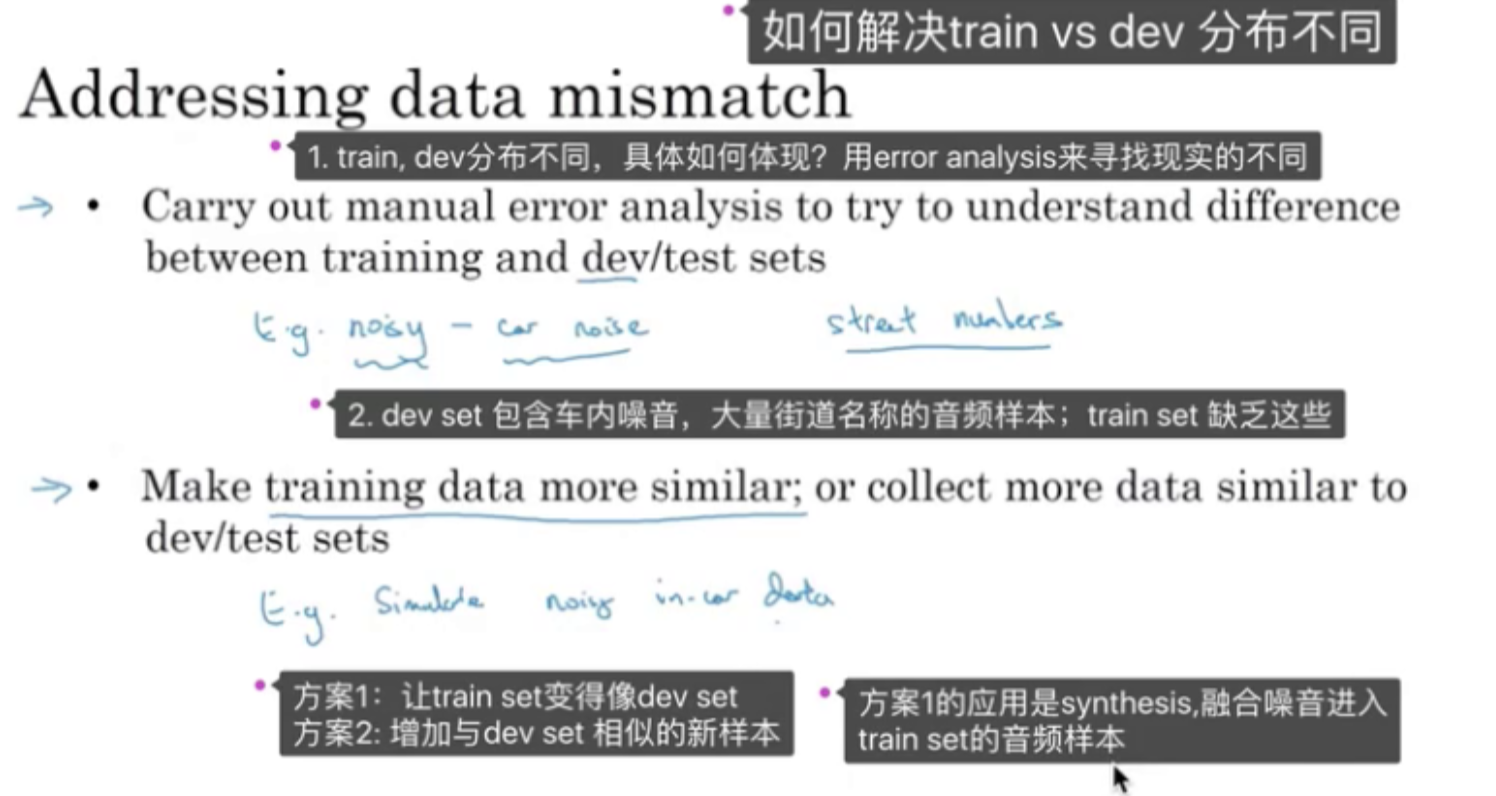 如何解决train vs dev 分布不同
Addressing data mismatch
1. train, dev分布不同，具体如何体现？用error analysis来寻找现实的不同
• Carry out manual error analysis to try to understand difference
between training and dev/test sets
E.g. noisy - car noise street numbers
2. dev set 包含车内噪音，大量街道名称的音频样本；train set 缺乏这些
• Make training data more similar; or collect more data similar to
dev/test sets
E.g. Simulate noisy in-car data
方案1：让train set变得像dev set
方案2: 增加与dev set 相似的新样本
方案1的应用是synthesis,融合噪音进入
train set的音频样本